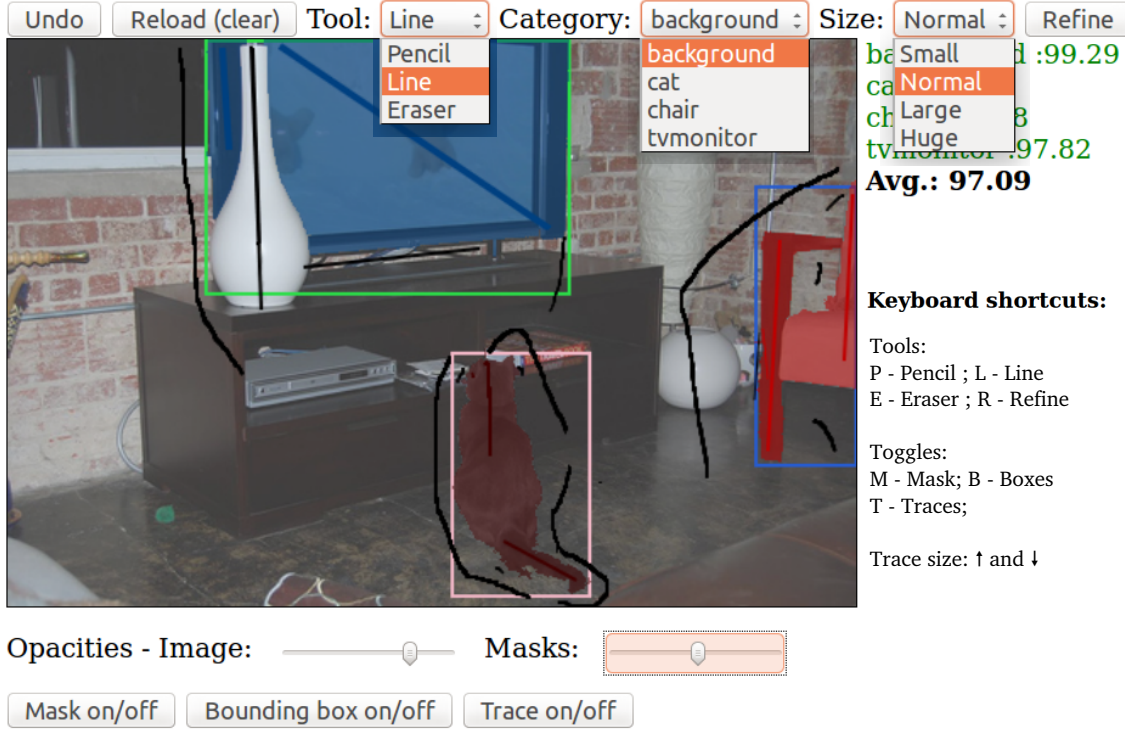 Undo Reload (clear) Tool: Line Category: background Size: Normal Refine
Pencil
Line
Eraser
background
cat
chair
tvmonitor
Small
Normal
Large
Huge
:99.29
:97.82
Avg.: 97.09
Keyboard shortcuts:
Tools:
P - Pencil ; L - Line
E - Eraser ; R - Refine
Toggles:
M - Mask; B - Boxes
T - Traces;
Trace size: ↑ and ↓
Opacities - Image: Masks:
Mask on/off Bounding box on/off Trace on/off